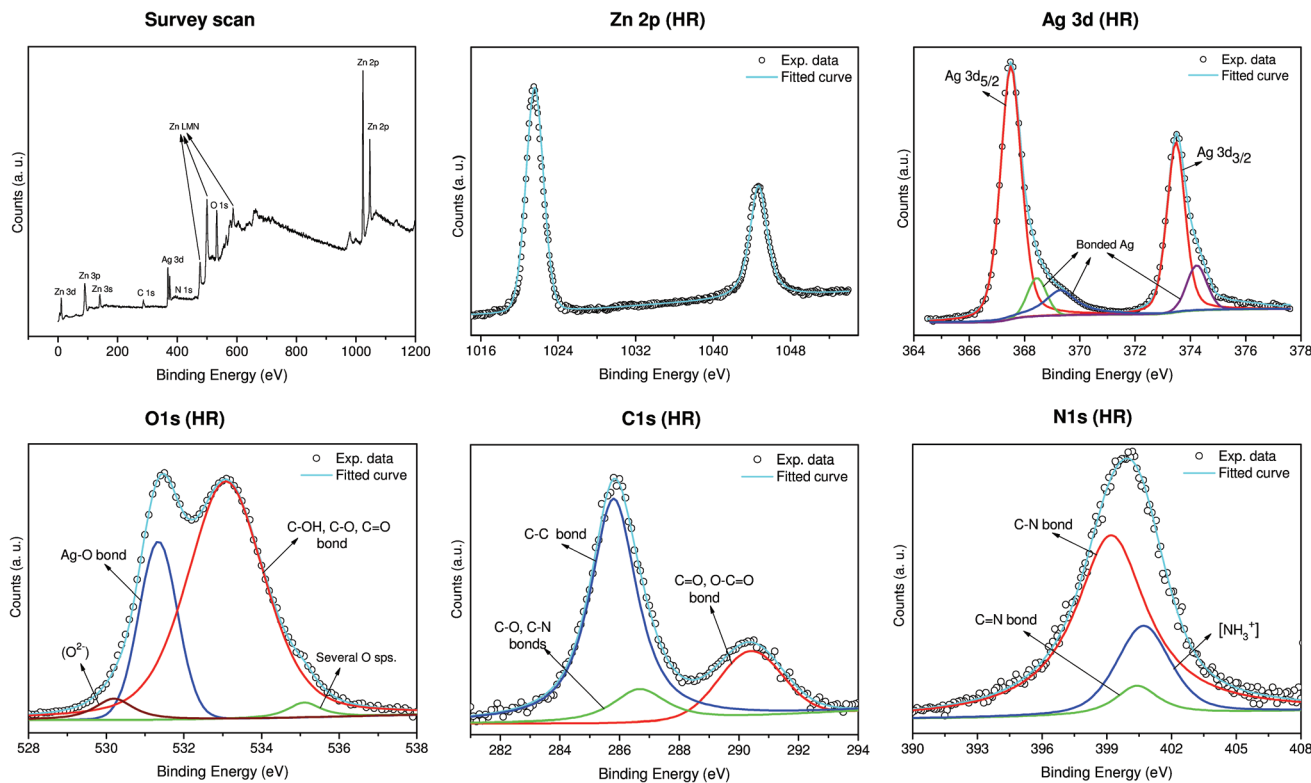 Survey scan
Counts (a. u.)
Zn 2p
Zn 2p
Zn LMN
O 1s
Ag 3d
N 1s
C 1s
Zn 3p
Zn 3s
Zn 3d
0 200 400 600 800 1000 1200
Binding Energy (eV)
Zn 2p (HR)
Exp. data
Fitted curve
Counts (a. u.)
1016 1024 1032 1040 1048
Binding Energy (eV)
Ag 3d (HR)
Exp. data
Fitted curve
Ag 3d5/2
Ag 3d3/2
Bonded Ag
Counts (a. u.)
364 366 368 370 372 374 376 378
Binding Energy (eV)
O1s (HR)
Exp. data
Fitted curve
C-OH, C-O, C=O
bond
Ag-O bond
(O2-)
Several O sps.
Counts (a. u.)
528 530 532 534 536 538
Binding Energy (eV)
C1s (HR)
Exp. data
Fitted curve
C-C bond
C=O, O-C=O
bond
C-O, C-N
bonds
Counts (a. u.)
282 284 286 288 290 292 294
Binding Energy (eV)
N1s (HR)
Exp. data
Fitted curve
C-N bond
C=N bond
[NH3+]
Counts (a. u.)
390 393 396 399 402 405 408
Binding Energy (eV)